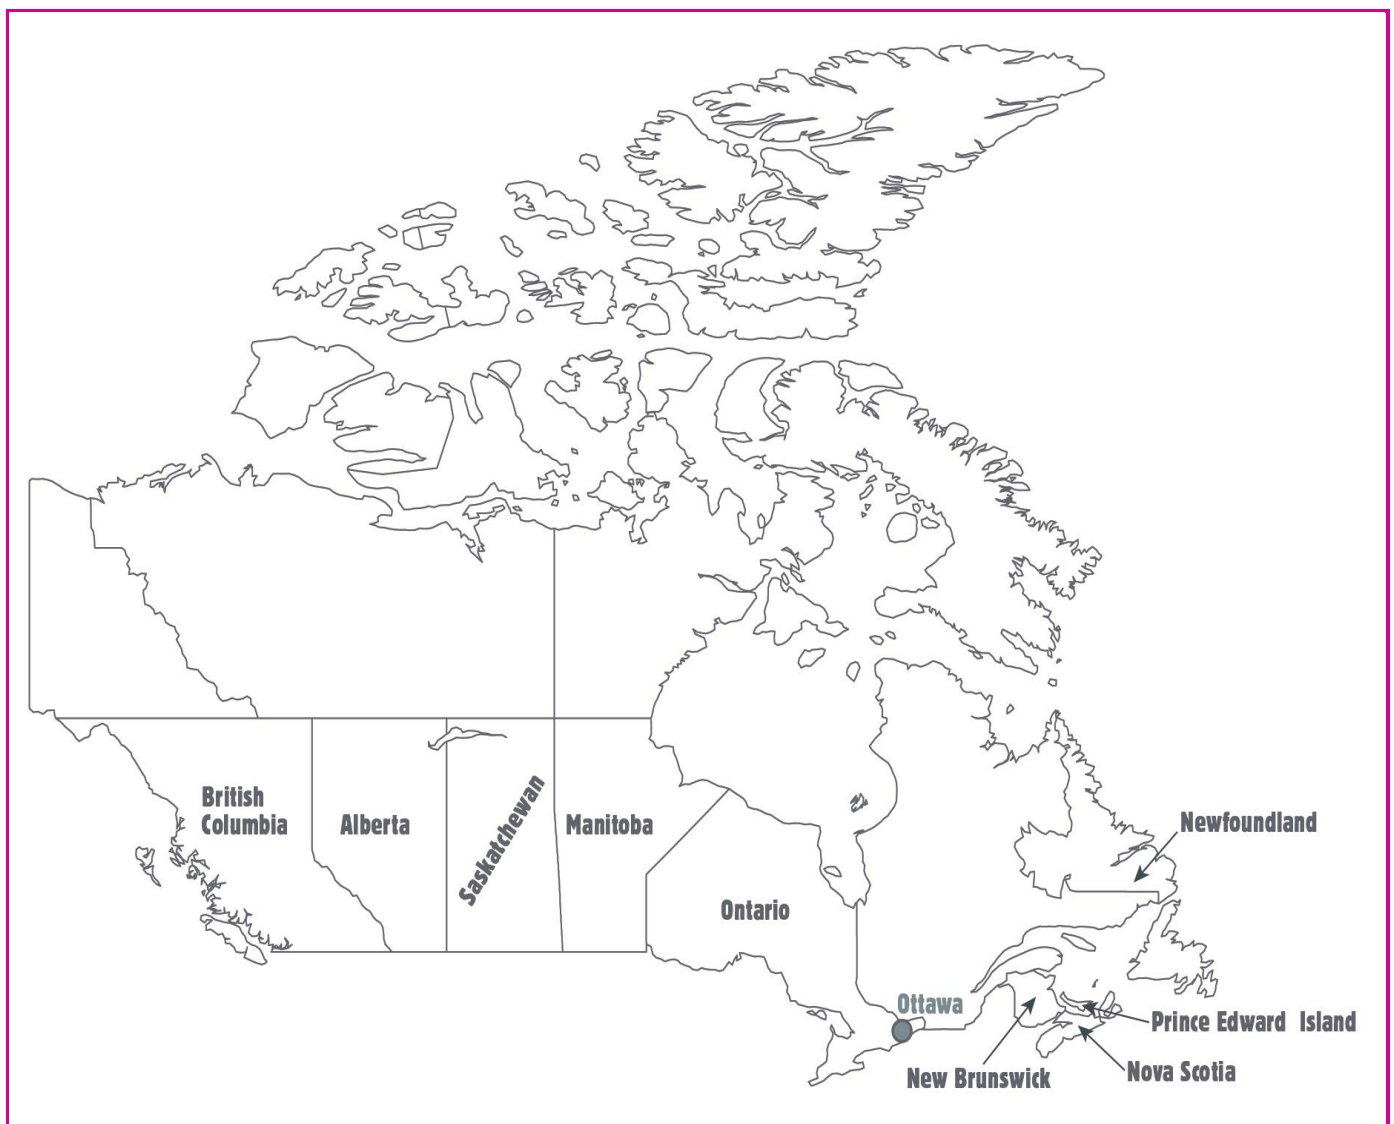 British
Columbia
Alberta
Saskatchewan
Manitoba
Newfoundland
Ontario
Ottawa
Prince Edward Island
New Brunswick
Nova Scotia